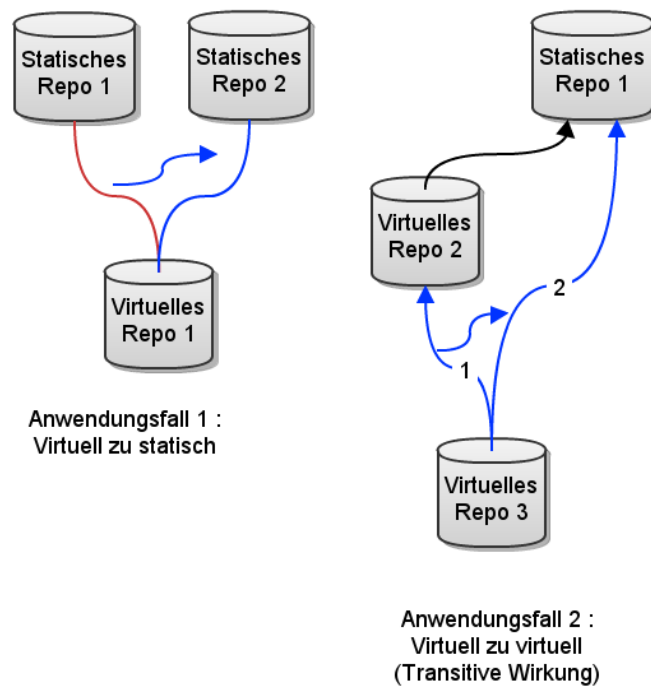 Statisches
Repo 1
Statisches
Repo 2
Virtuelles
Repo 1
Anwendungsfall 1 :
Virtuell zu statisch
Statisches
Repo 1
Virtuelles
Repo 2
2
1
Virtuelles
Repo 3
Anwendungsfall 2 :
Virtuell zu virtuell
(Transitive Wirkung)